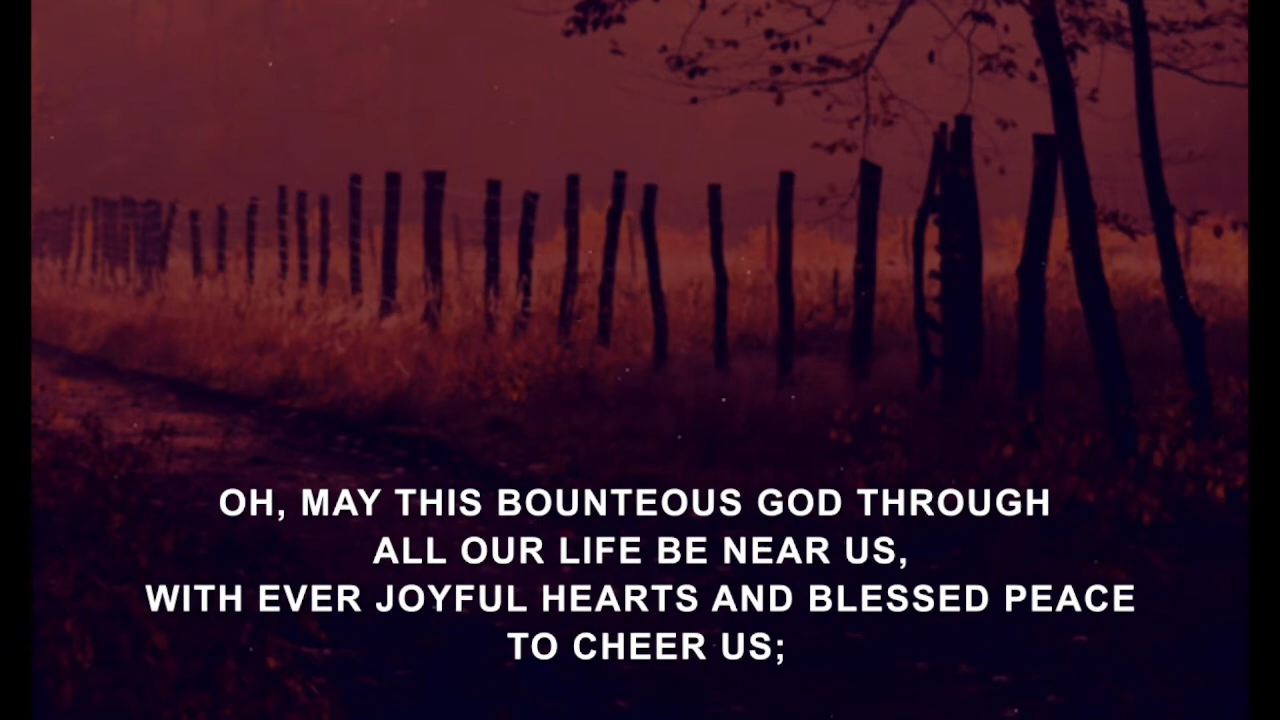 OH, MAY THIS BOUNTEOUS GOD THROUGH
ALL OUR LIFE BE NEAR US,
WITH EVER JOYFUL HEARTS AND BLESSED PEACE
TO CHEER US;